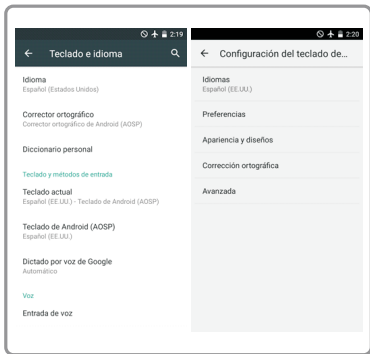 2:19
Teclado e idioma
Idioma
Español (Estados Unidos)
Corrector ortográfico
Corrector ortográfico de Android (AOSP)
Diccionario personal
Teclado y métodos de entrada
Teclado actual
Español (EE.UU.) - Teclado de Android (AOSP)
Teclado de Android (AOSP)
Español (EE.UU.)
Dictado por voz de Google
Automático
Voz
Entrada de voz
2:20
Configuración del teclado de...
Idiomas
Español (EE.UU.)
Preferencias
Apariencia y diseños
Corrección ortográfica
Avanzada